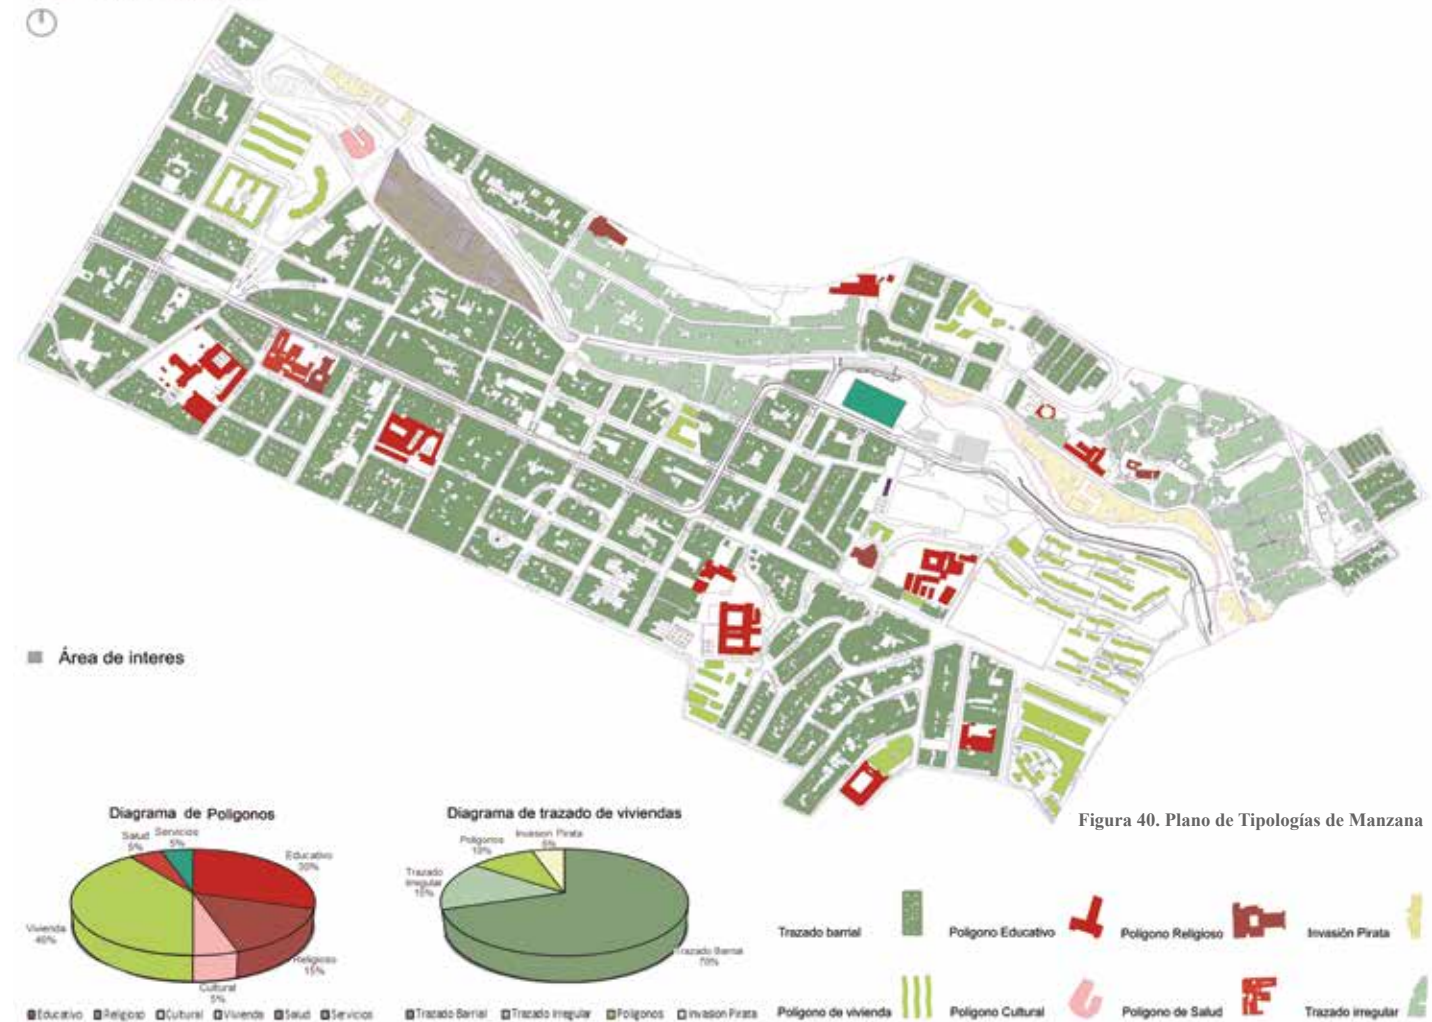 Área de interes
Diagrama de Poligonos
Salud
5%
Servicios
5%
Educativo
30%
Vivienda
40%
Religioso
15%
Cultural
5%
Educativo Religioso Cultural Vivienda Salud Servicios
Diagrama de trazado de viviendas
Invasion Pirata
5%
Poligonos
10%
Trazado
irregular
15%
Trazado Barrial
70%
Trazado Barrial Trazado irregular Poligonos Invasion Pirata
Figura 40. Plano de Tipologías de Manzana
Trazado barrial
Poligono Educativo
Poligono Religioso
Invasiòn Pirata
Poligono de vivienda
Poligono Cultural
Poligono de Salud
Trazado irregular